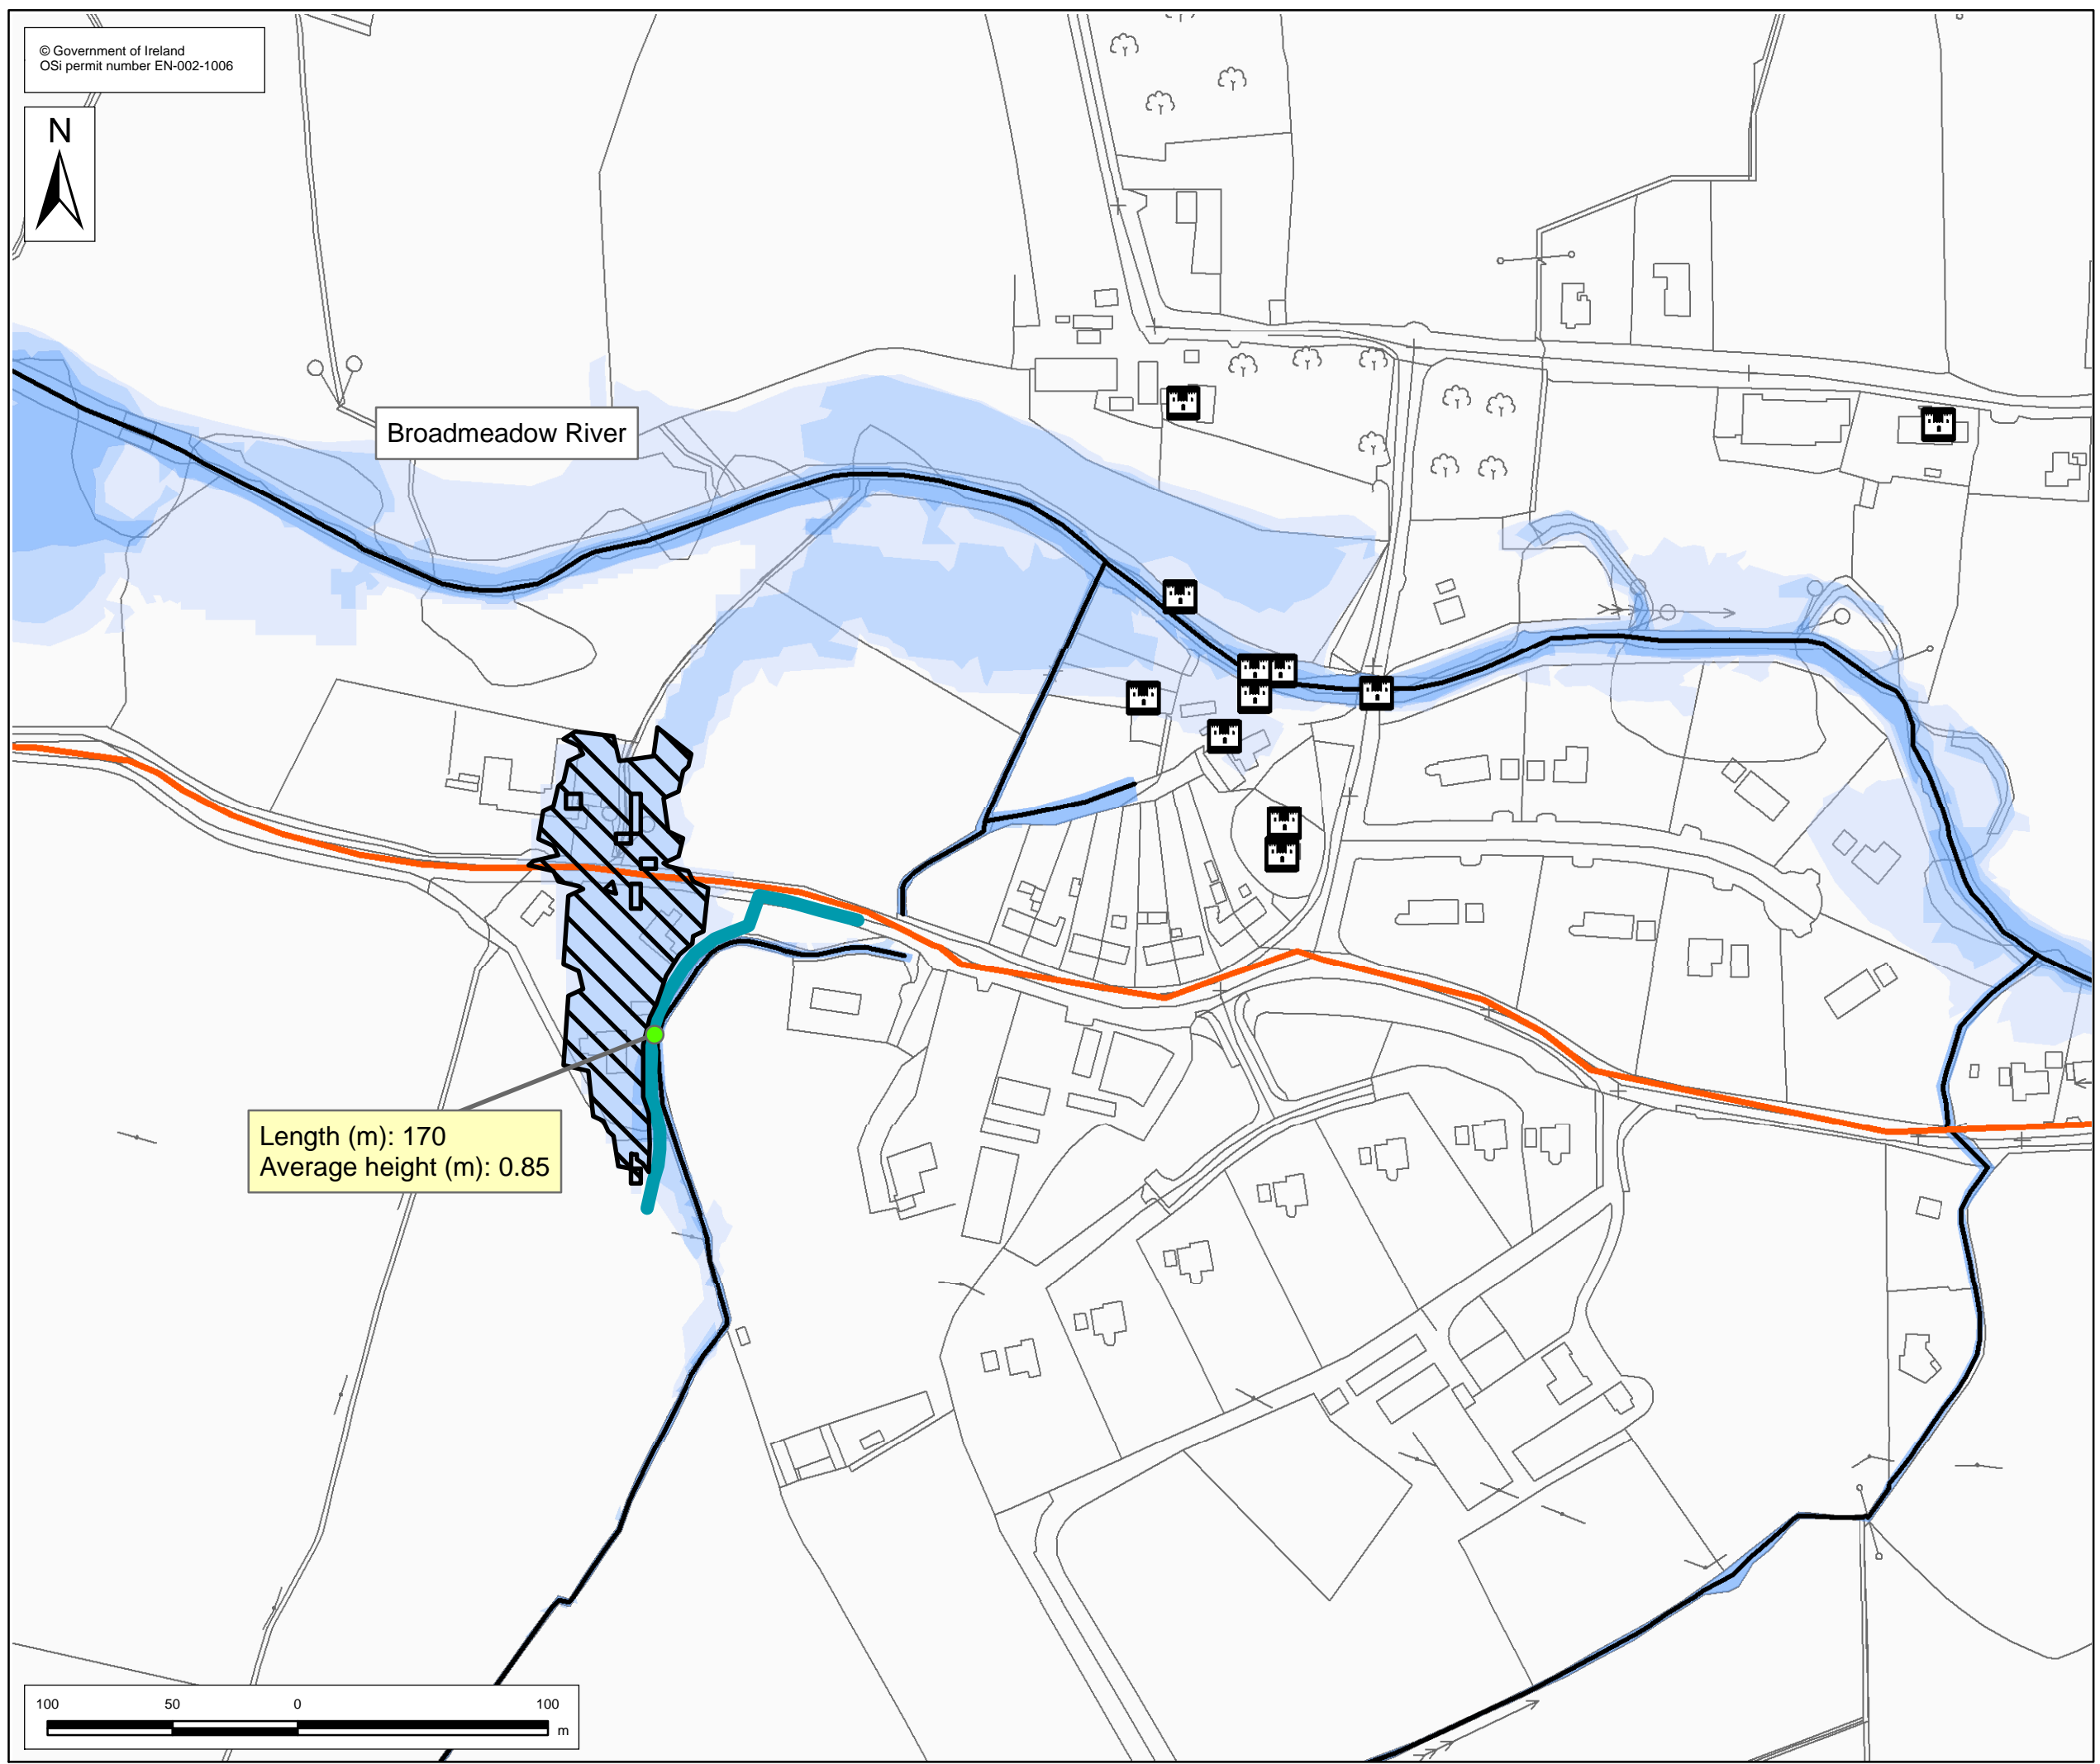 © Government of Ireland
OSi permit number EN-002-1006
N
Broadmeadow River
Length (m): 170
Average height (m): 0.85
100 50 0 100
m